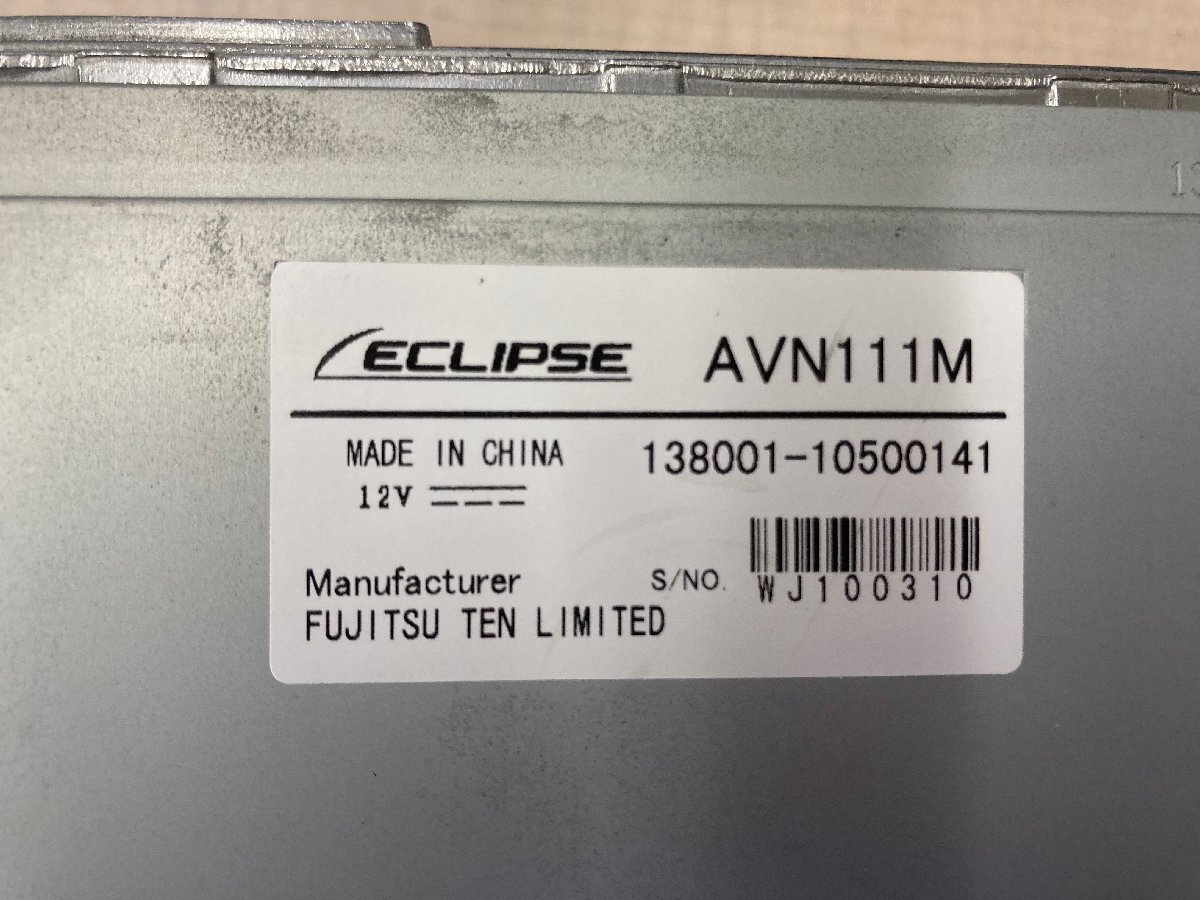 ECLIPSE AVN111M
MADE IN CHINA 138001-10500141
12V
S/NO. WJ100310
Manufacturer
FUJITSU TEN LIMITED